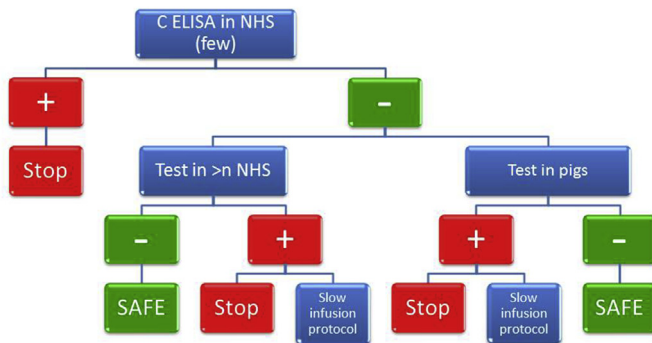 C ELISA in NHS
(few)
+
-
Stop
Test in >n NHS
Test in pigs
-
+
+
-
SAFE
Stop
Slow
infusion
protocol
Stop
Slow
infusion
protocol
SAFE